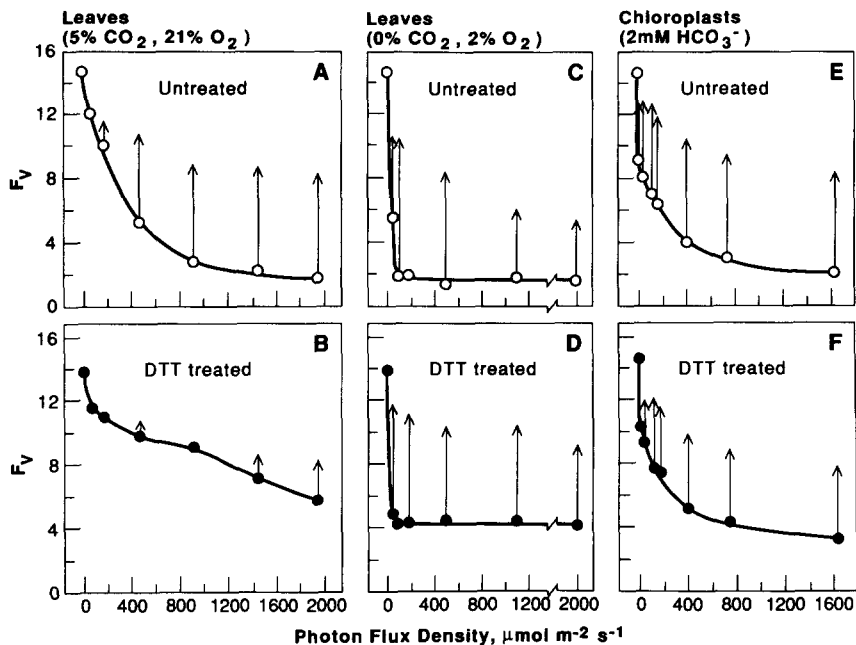 Leaves
(5% CO₂ , 21% O₂ )
Leaves
(0% CO₂ , 2% O₂ )
Chloroplasts
(2mM HCO₃⁻ )
16
12
8
4
0
Fᵥ
A
Untreated
C
Untreated
E
Untreated
16
12
8
4
0
Fᵥ
B
DTT treated
D
DTT treated
F
DTT treated
0 400 800 1200 1600 2000
0 400 800 1200 2000
0 400 800 1200 1600
Photon Flux Density, μmol m⁻² s⁻¹